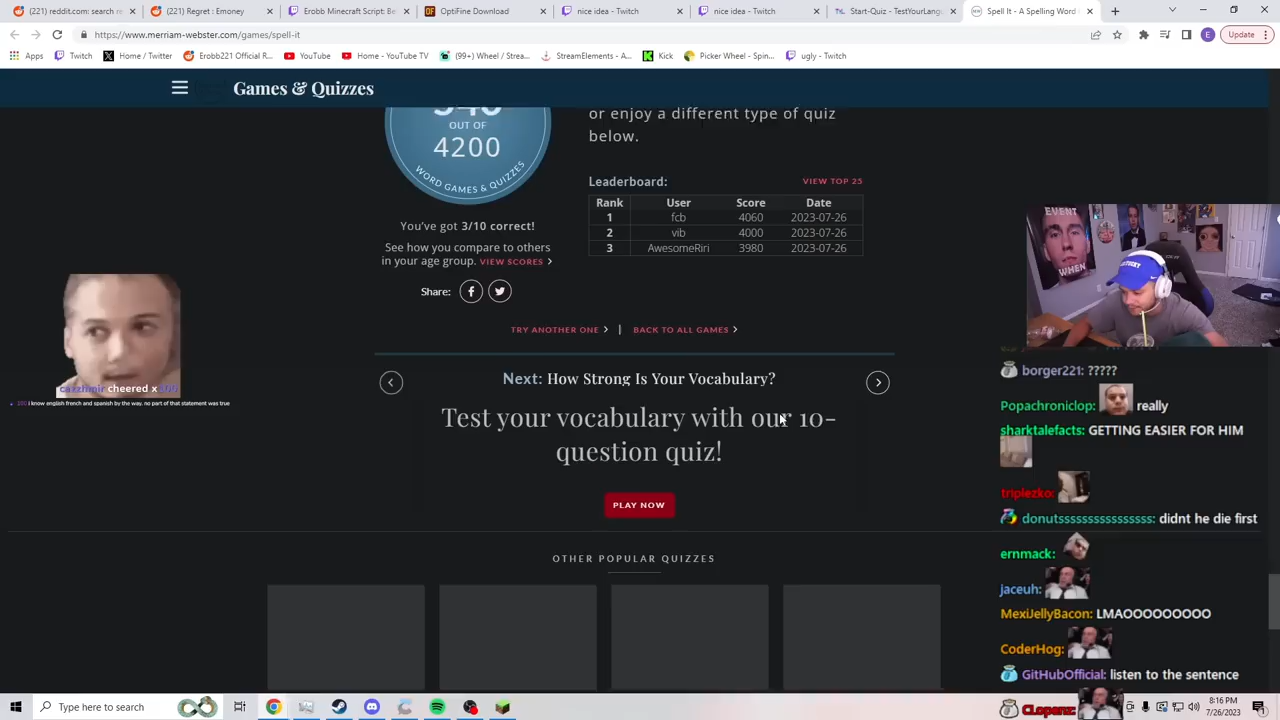 (221) reddit.com: search re
(221) Regret : Emoney
Erobb Minecraft Script: Be
OptiFine Download
nice idea - Twitch
nice idea - Twitch
Start-Quiz - TestYourLang
Spell It - A Spelling Word
https://www.merriam-webster.com/games/spell-it
Update
Apps
Twitch
Home / Twitter
Erobb221 Official R...
YouTube
Home - YouTube TV
(99+) Wheel / Strea...
StreamElements - A...
Kick
Picker Wheel - Spin...
ugly - Twitch
Games & Quizzes
OUT OF
4200
WORD GAMES & QUIZZES
or enjoy a different type of quiz
below.
Leaderboard:
VIEW TOP 25
Rank User Score Date
1 fcb 4060 2023-07-26
2 vib 4000 2023-07-26
3 AwesomeRiri 3980 2023-07-26
You've got 3/10 correct!
See how you compare to others
in your age group. VIEW SCORES
Share:
TRY ANOTHER ONE
|
BACK TO ALL GAMES
Next: How Strong Is Your Vocabulary?
Test your vocabulary with our 10-
question quiz!
PLAY NOW
OTHER POPULAR QUIZZES
cazzhmir cheered x
200 I know english french and spanish by the way. no part of that statement was true
EVENT
WHEN
borger221: ?????
Popachroniclop: really
sharktalefacts: GETTING EASIER FOR HIM
triplezko:
donutsssssssssssssss: didnt he die first
ernmack:
jaceuh:
MexiJellyBacon: LMAOOOOOOOOO
CoderHog:
GitHubOfficial: listen to the sentence
Type here to search
8:16 PM
7/26/2023